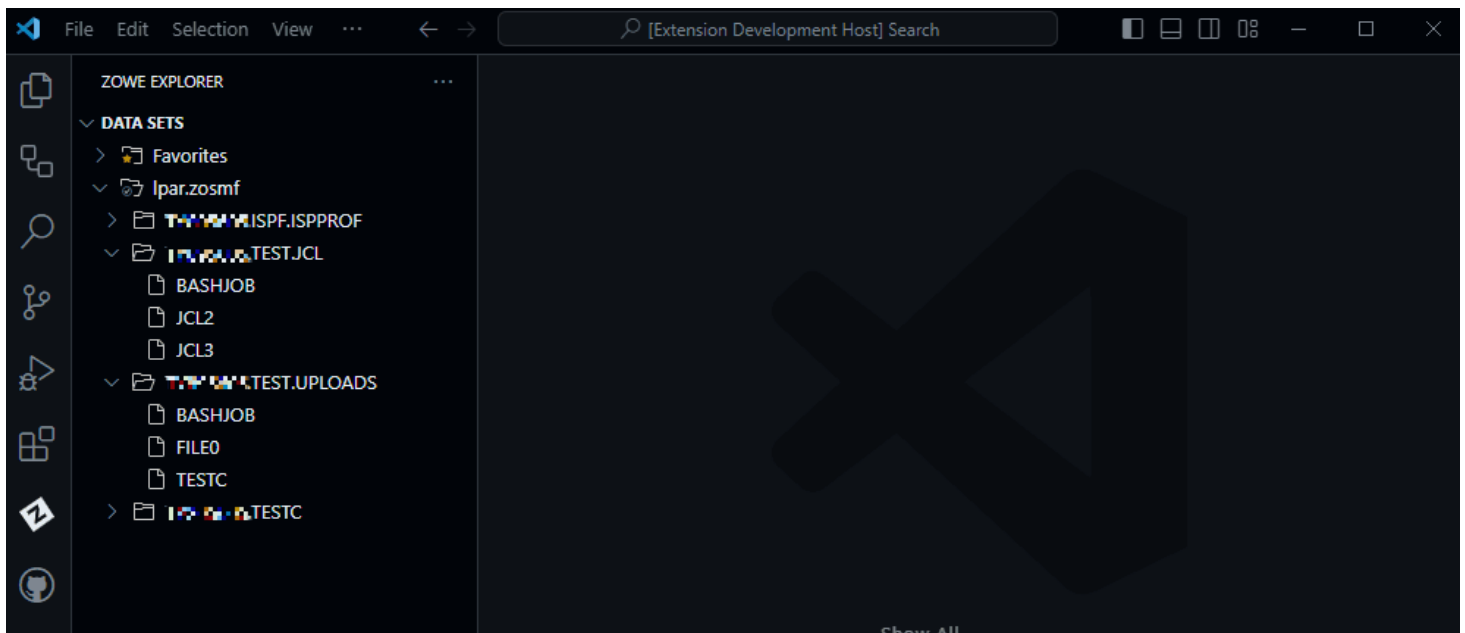 File Edit Selection View ··· [Extension Development Host] Search
ZOWE EXPLORER ···
DATA SETS
Favorites
lpar.zosmf
.ISPF.ISPPROF
.TEST.JCL
BASHJOB
JCL2
JCL3
.TEST.UPLOADS
BASHJOB
FILE0
TESTC
.TESTC
Show All